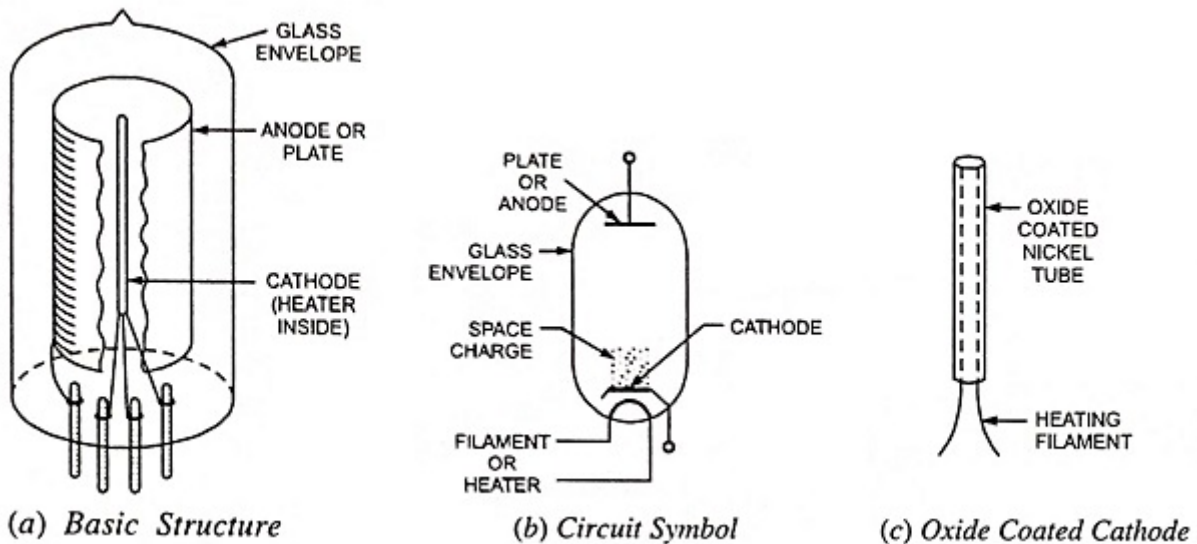 GLASS
ENVELOPE
ANODE OR
PLATE
CATHODE
(HEATER
INSIDE)
(a) Basic Structure
PLATE
OR
ANODE
GLASS
ENVELOPE
SPACE
CHARGE
CATHODE
FILAMENT
OR
HEATER
(b) Circuit Symbol
OXIDE
COATED
NICKEL
TUBE
HEATING
FILAMENT
(c) Oxide Coated Cathode